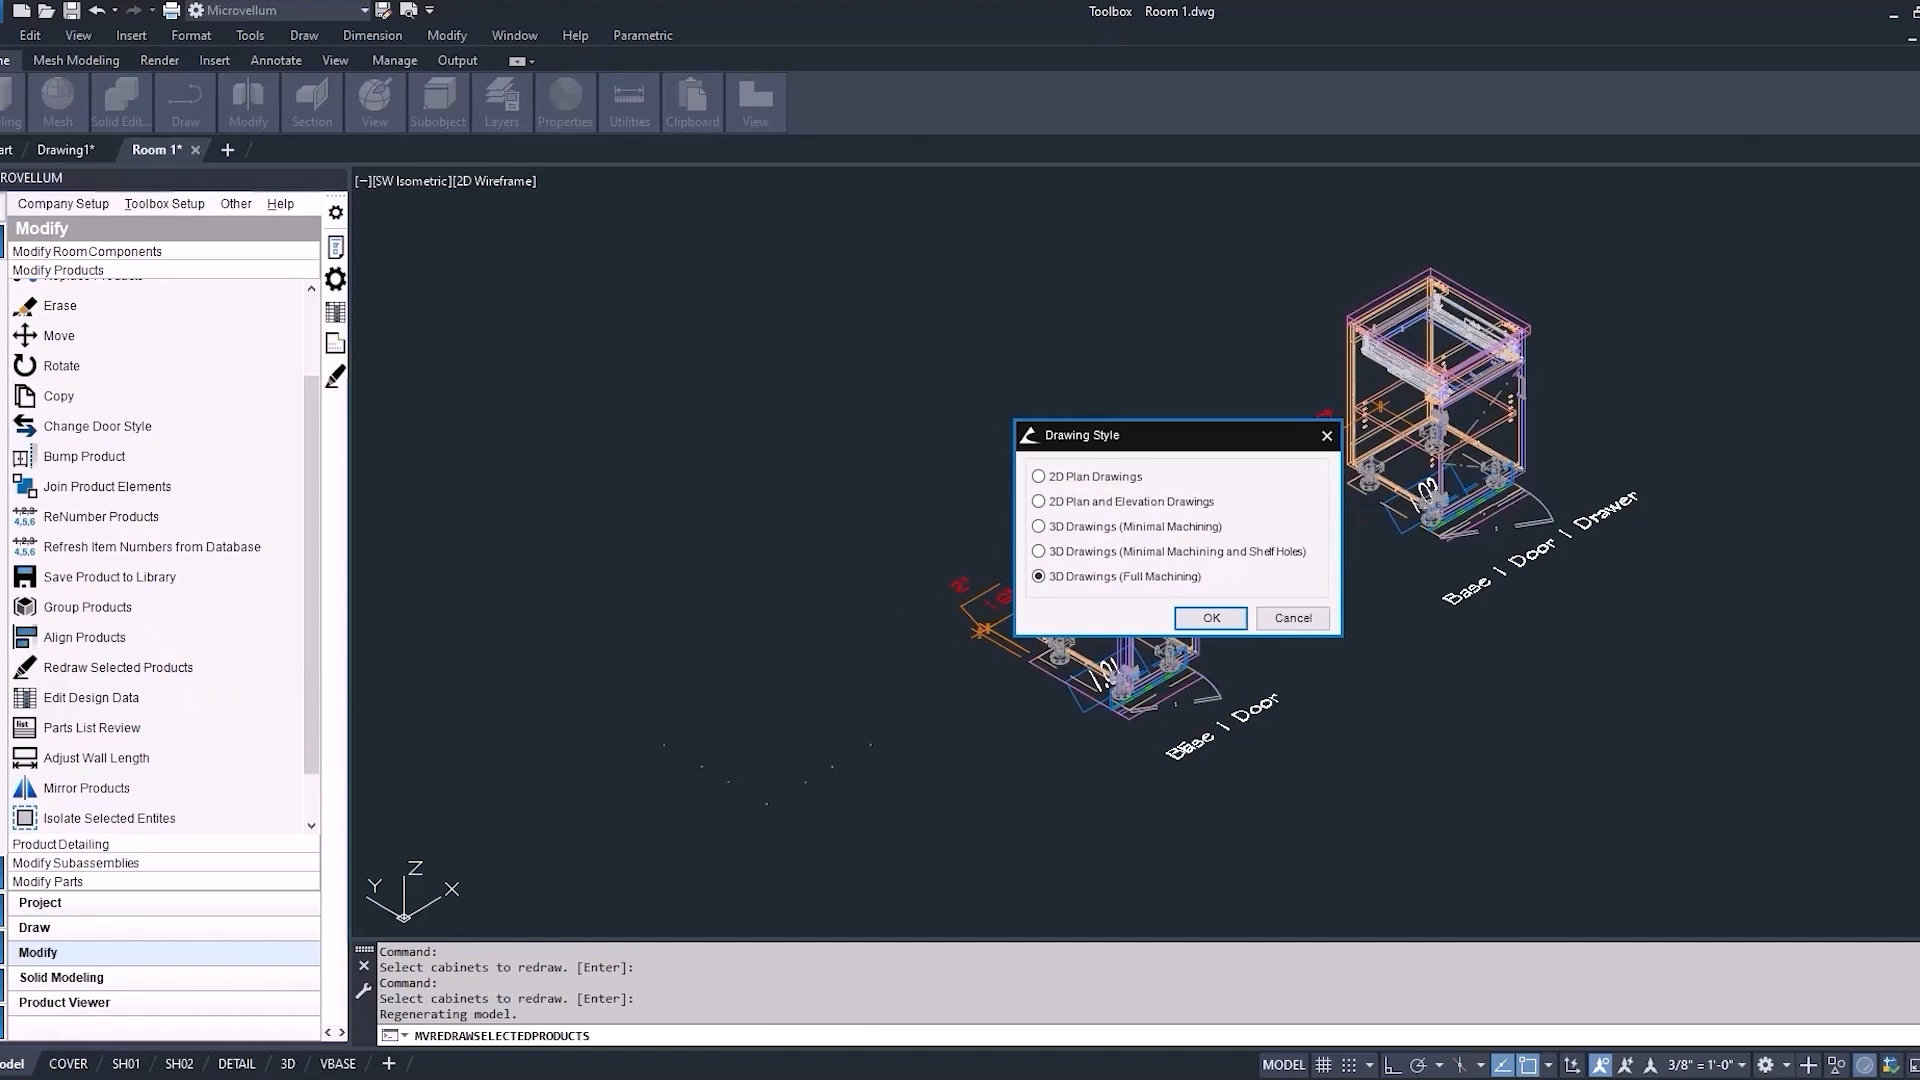 Microvellum
Toolbox Room 1.dwg
Edit View Insert Format Tools Draw Dimension Modify Window Help Parametric
Mesh Modeling Render Insert Annotate View Manage Output
Mesh Solid Edit... Draw Modify Section View Subobject Layers Properties Utilities Clipboard View
Drawing1* Room 1* +
ROVELLUM
[−][SW Isometric][2D Wireframe]
Company Setup Toolbox Setup Other Help
Modify
Modify Room Components
Modify Products
Erase
Move
Rotate
Copy
Change Door Style
Bump Product
Join Product Elements
ReNumber Products
Refresh Item Numbers from Database
Save Product to Library
Group Products
Align Products
Redraw Selected Products
Edit Design Data
Parts List Review
Adjust Wall Length
Mirror Products
Isolate Selected Entites
Product Detailing
Modify Subassemblies
Modify Parts
Project
Draw
Modify
Solid Modeling
Product Viewer
Drawing Style
2D Plan Drawings
2D Plan and Elevation Drawings
3D Drawings (Minimal Machining)
3D Drawings (Minimal Machining and Shelf Holes)
3D Drawings (Full Machining)
OK Cancel
1.03
Base 1 Door 1 Drawer
1.01
Base 1 Door
Z
Y X
Command:
Select cabinets to redraw. [Enter]:
Command:
Select cabinets to redraw. [Enter]:
Regenerating model.
MVREDRAWSELECTEDPRODUCTS
odel COVER SH01 SH02 DETAIL 3D VBASE +
MODEL 3/8" = 1'-0"